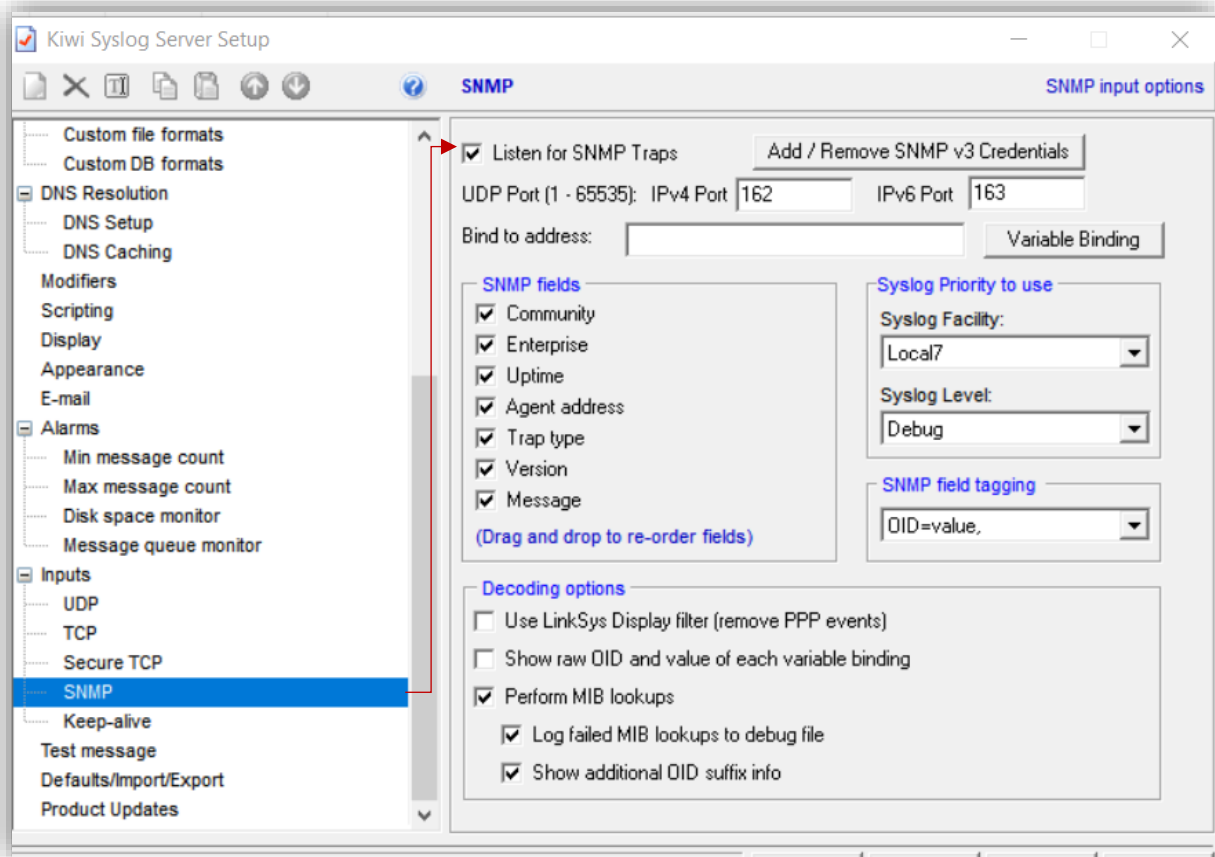 Kiwi Syslog Server Setup
SNMP
SNMP input options
Custom file formats
Custom DB formats
DNS Resolution
DNS Setup
DNS Caching
Modifiers
Scripting
Display
Appearance
E-mail
Alarms
Min message count
Max message count
Disk space monitor
Message queue monitor
Inputs
UDP
TCP
Secure TCP
SNMP
Keep-alive
Test message
Defaults/Import/Export
Product Updates
Listen for SNMP Traps
Add / Remove SNMP v3 Credentials
UDP Port (1 - 65535): IPv4 Port 162 IPv6 Port 163
Bind to address:
Variable Binding
SNMP fields
Community
Enterprise
Uptime
Agent address
Trap type
Version
Message
(Drag and drop to re-order fields)
Syslog Priority to use
Syslog Facility:
Local7
Syslog Level:
Debug
SNMP field tagging
OID=value,
Decoding options
Use LinkSys Display filter (remove PPP events)
Show raw OID and value of each variable binding
Perform MIB lookups
Log failed MIB lookups to debug file
Show additional OID suffix info